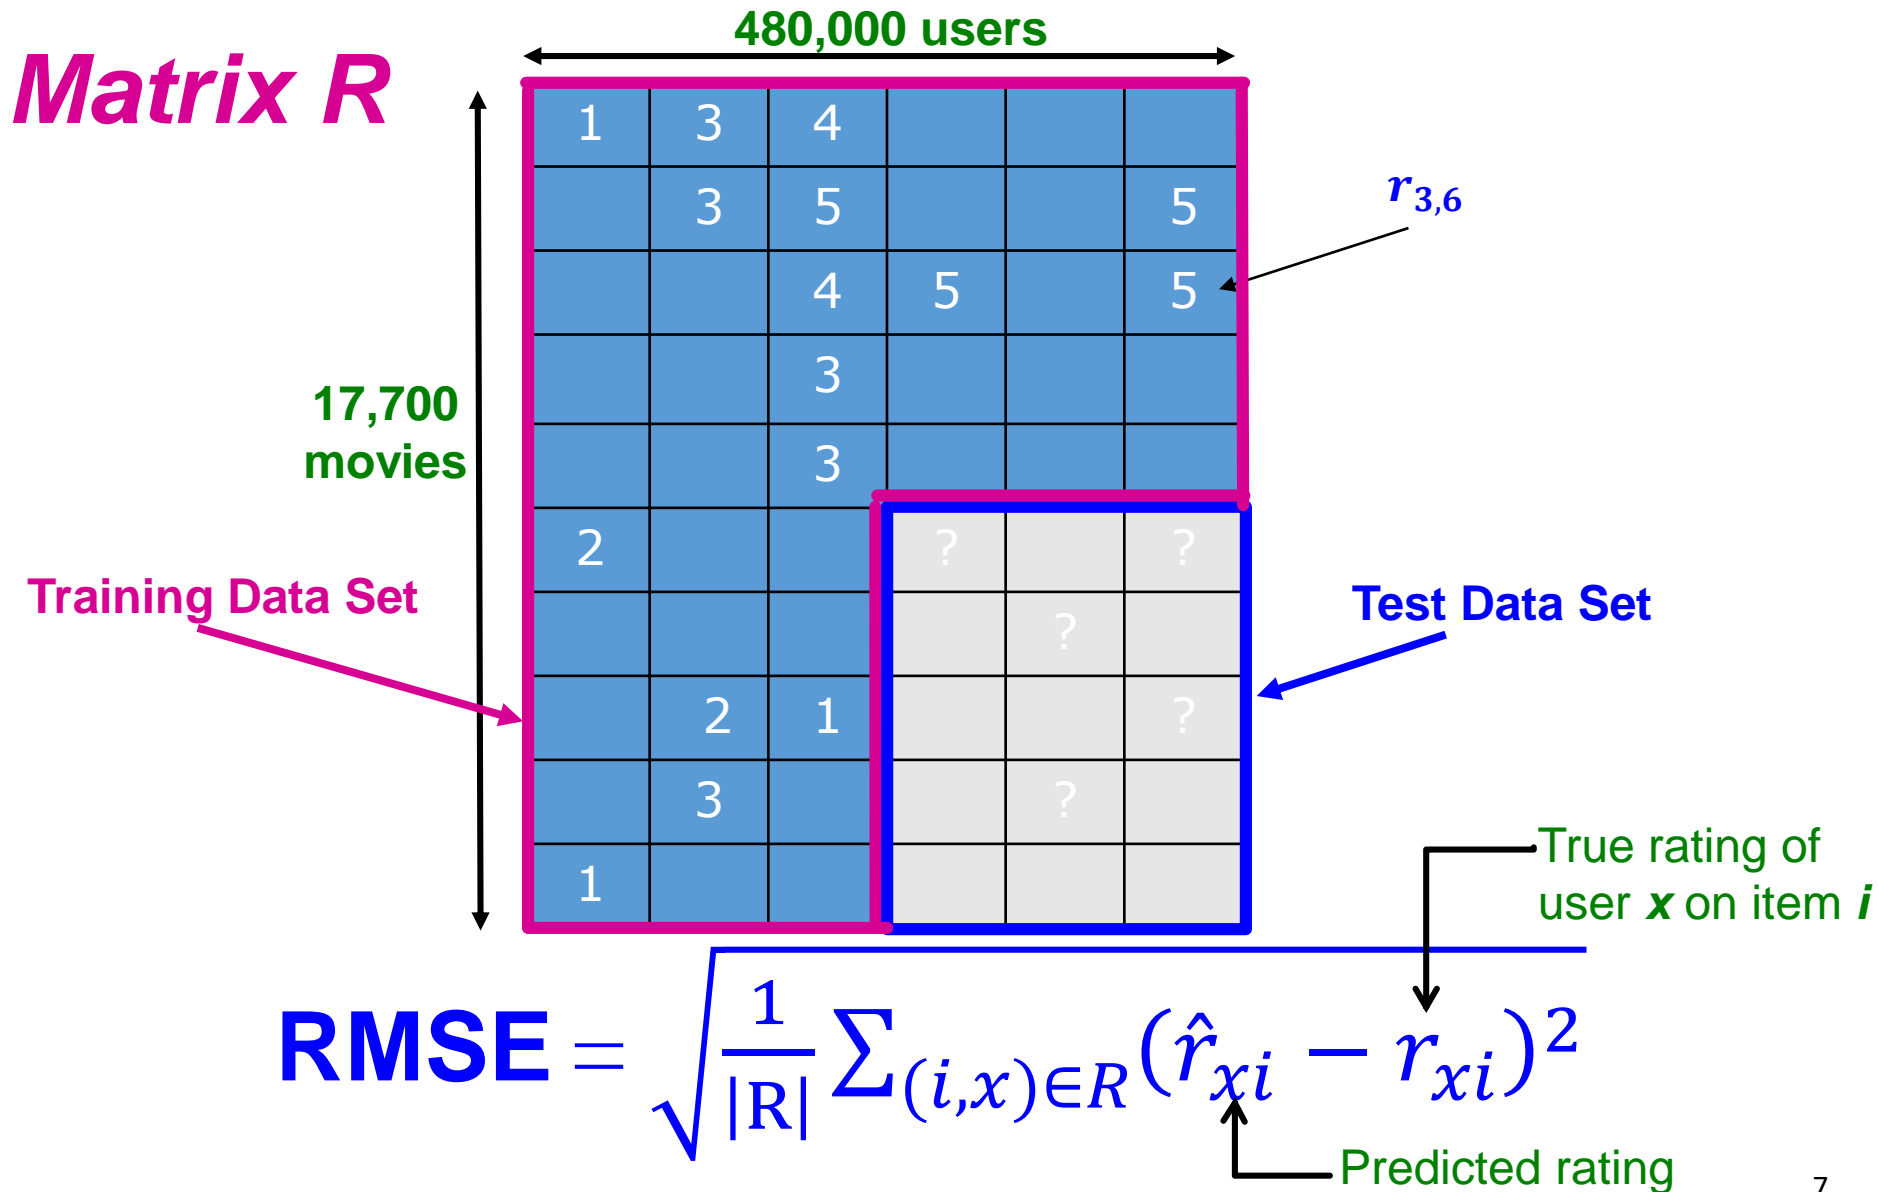 480,000 users
Matrix R
1 3 4
3 5 5
r3,6
4 5 5
17,700
movies
3
3
2 ? ?
Training Data Set
Test Data Set
?
2 1 ?
3 ?
1
True rating of
user x on item i
RMSE = √ 1/|R| ∑(i,x)∈R (r̂xi − rxi)²
Predicted rating
7